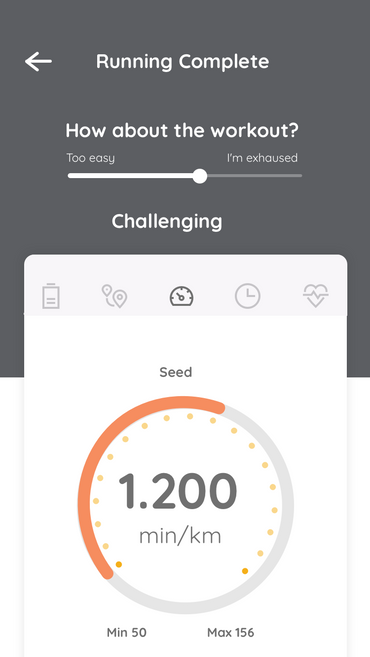 Running Complete
How about the workout?
Too easy I'm exhaused
Challenging
Seed
1.200
min/km
Min 50 Max 156